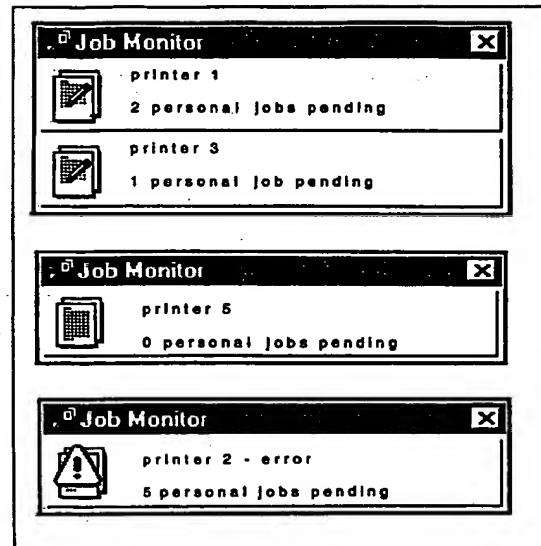 Job Monitor
printer 1
2 personal jobs pending
printer 3
1 personal job pending
Job Monitor
printer 5
0 personal jobs pending
Job Monitor
printer 2 - error
5 personal jobs pending